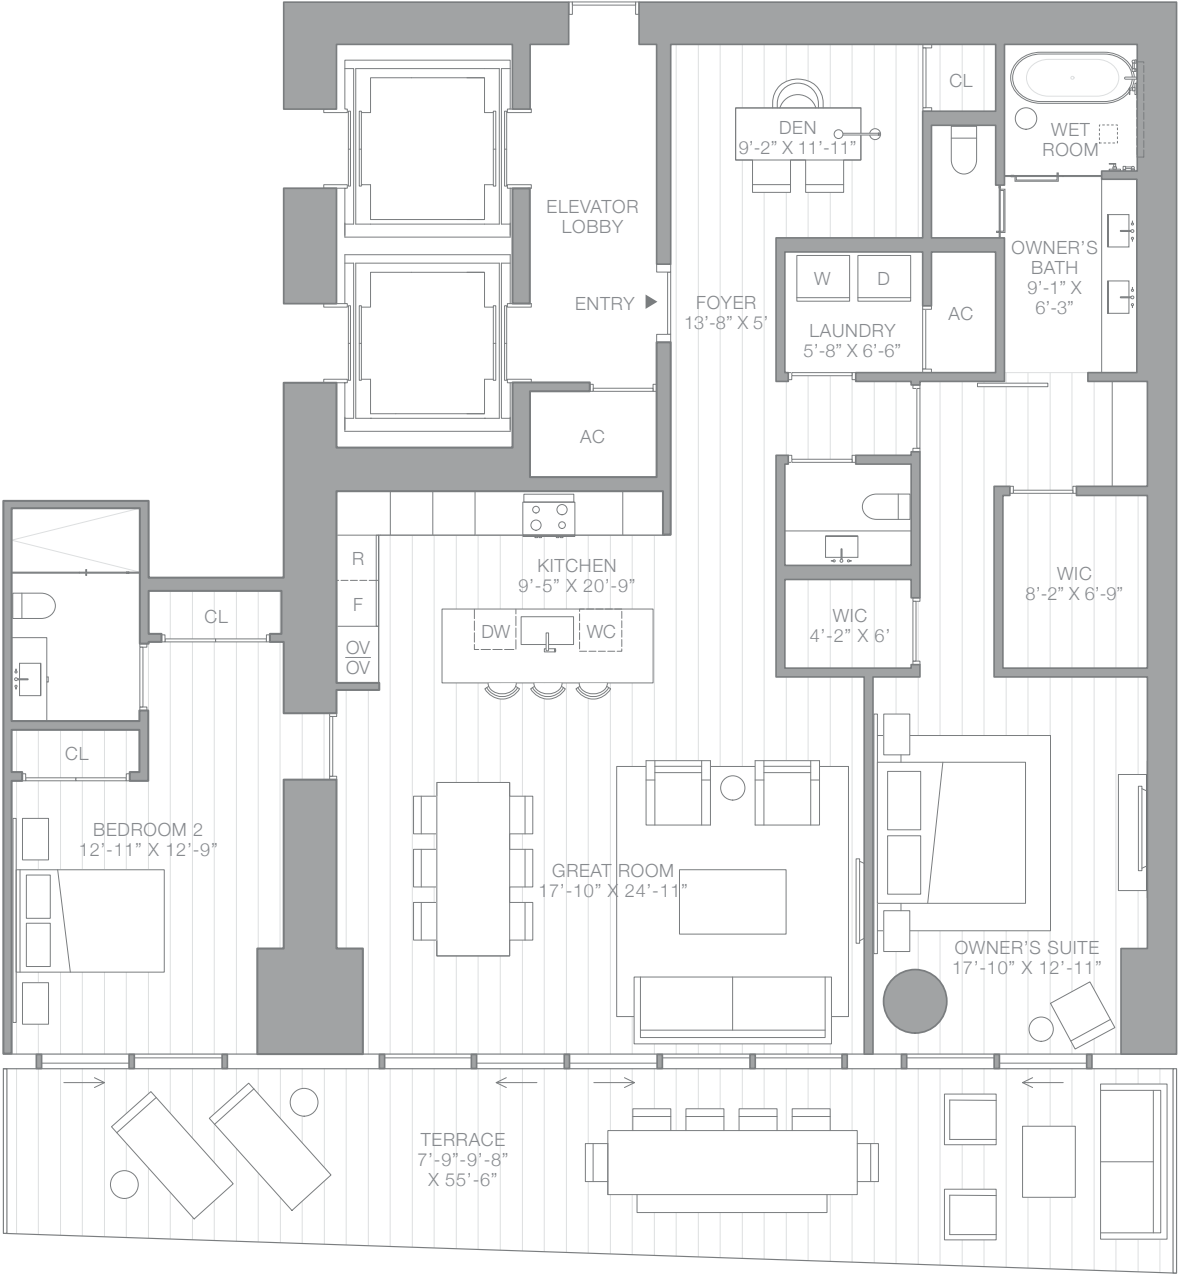 CL
WET
ROOM
DEN
9'-2" X 11'-11"
ELEVATOR
LOBBY
OWNER'S
BATH
9'-1" X
6'-3"
W
D
ENTRY
FOYER
13'-8" X 5'
AC
LAUNDRY
5'-8" X 6'-6"
AC
R
KITCHEN
9'-5" X 20'-9"
WIC
8'-2" X 6'-9"
F
CL
WIC
4'-2" X 6'
DW
WC
OV
OV
CL
BEDROOM 2
12'-11" X 12'-9"
GREAT ROOM
17'-10" X 24'-11"
OWNER'S SUITE
17'-10" X 12'-11"
TERRACE
7'-9"-9'-8"
X 55'-6"